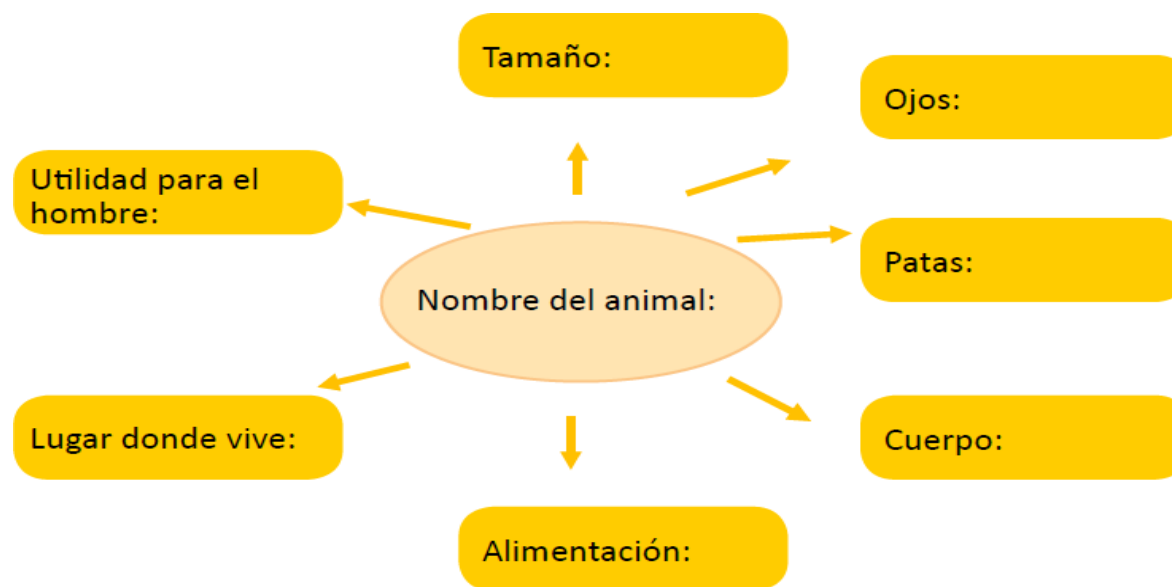 Tamaño:
Ojos:
Utilidad para el
hombre:
Patas:
Nombre del animal:
Lugar donde vive:
Cuerpo:
Alimentación: